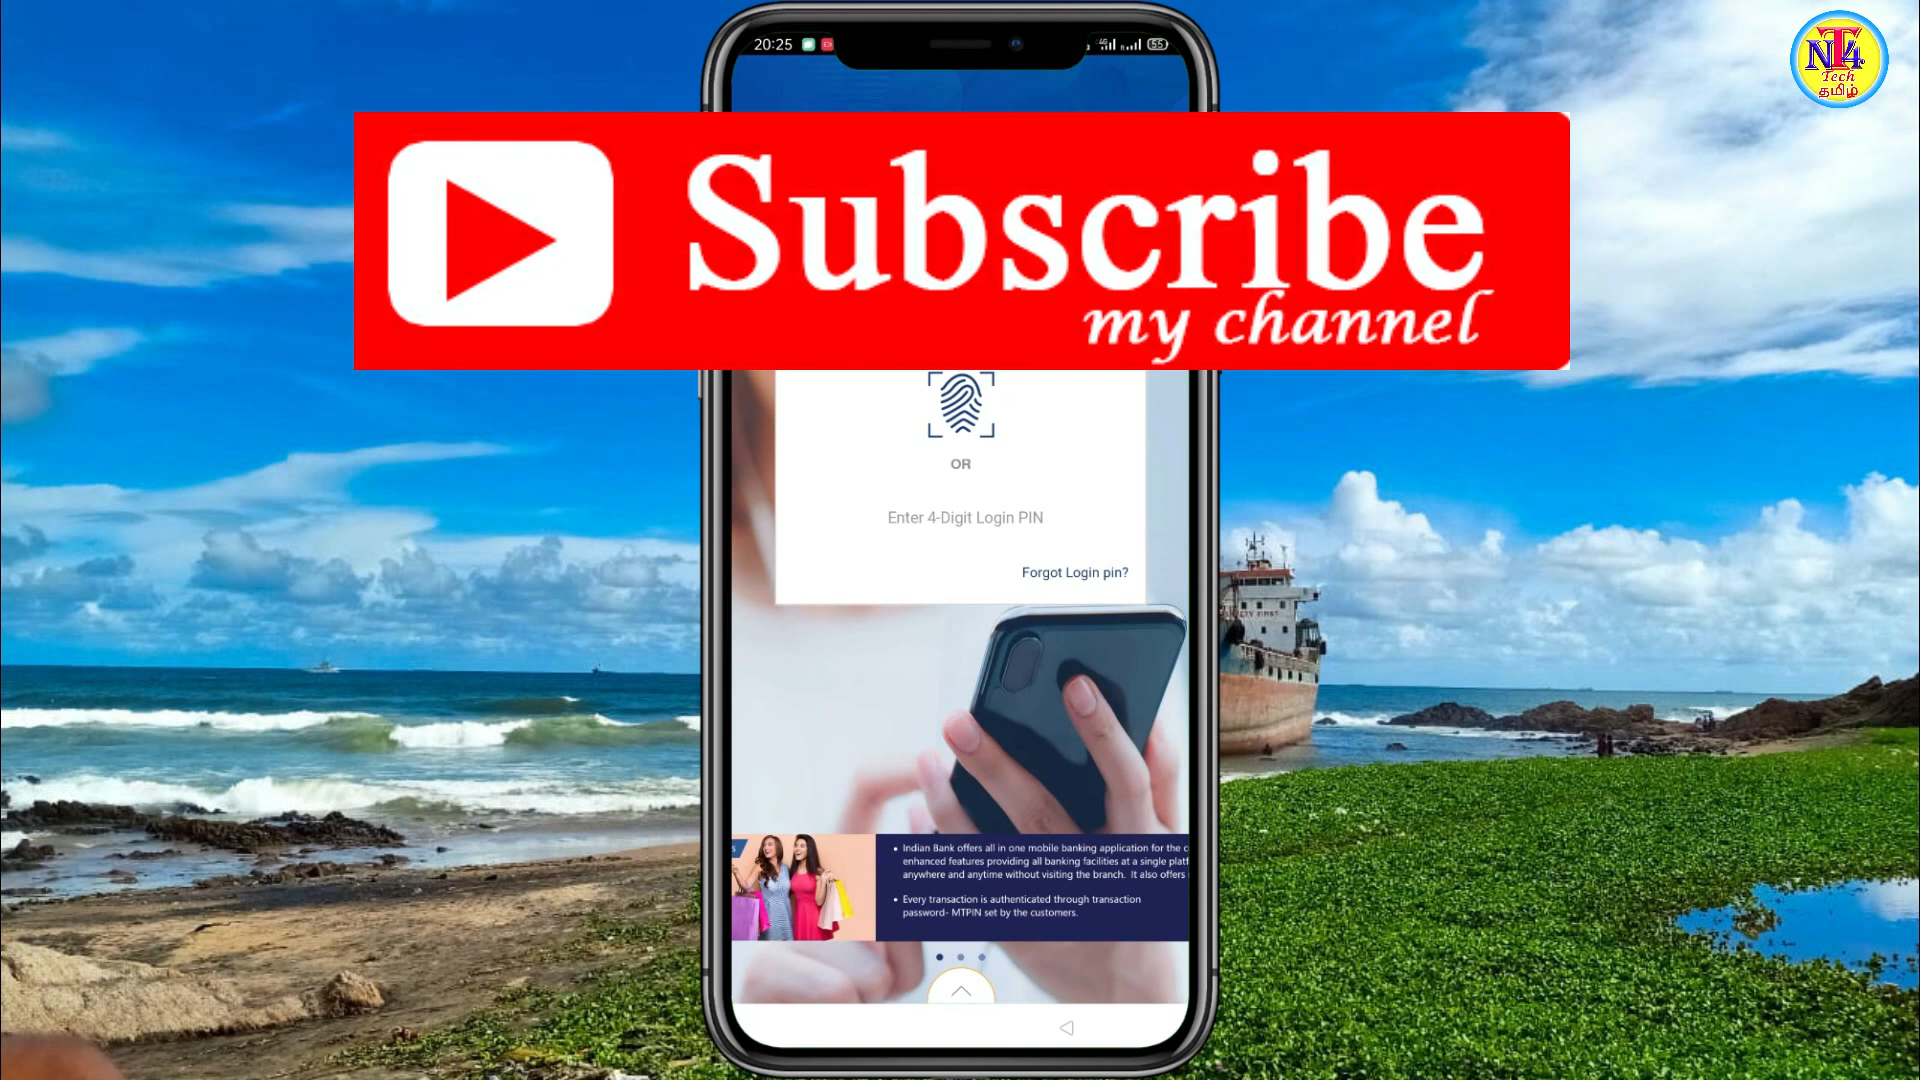 20:25
4G
55
NT4
Tech
தமிழ்
Subscribe
my channel
OR
Enter 4-Digit Login PIN
Forgot Login pin?
Indian Bank offers all in one mobile banking application for the c
enhanced features providing all banking facilities at a single platf
anywhere and anytime without visiting the branch. It also offers
Every transaction is authenticated through transaction
password- MTPIN set by the customers.